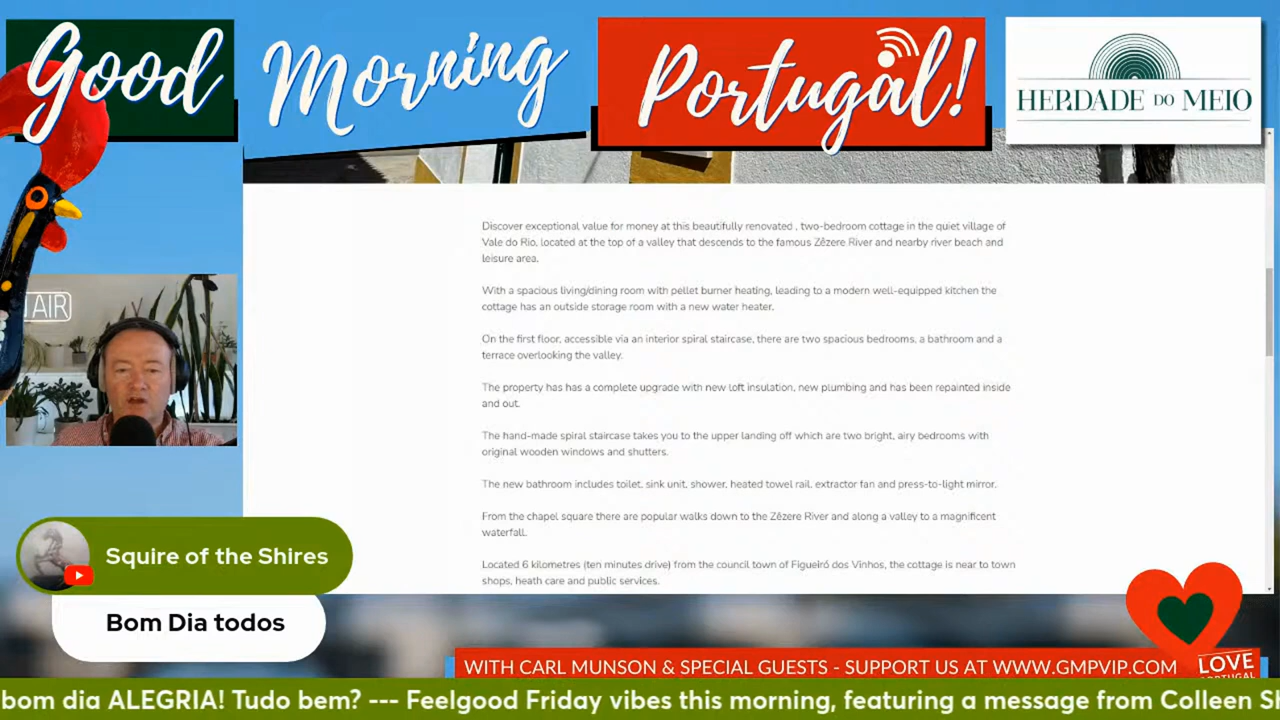 Good Morning Portugal!
HERDADE DO MEIO
Discover exceptional value for money at this beautifully renovated , two-bedroom cottage in the quiet village of
Vale do Rio, located at the top of a valley that descends to the famous Zêzere River and nearby river beach and
leisure area.
With a spacious living/dining room with pellet burner heating, leading to a modern well-equipped kitchen the
cottage has an outside storage room with a new water heater.
On the first floor, accessible via an interior spiral staircase, there are two spacious bedrooms, a bathroom and a
terrace overlooking the valley.
The property has has a complete upgrade with new loft insulation, new plumbing and has been repainted inside
and out.
The hand-made spiral staircase takes you to the upper landing off which are two bright, airy bedrooms with
original wooden windows and shutters.
The new bathroom includes toilet, sink unit, shower, heated towel rail, extractor fan and press-to-light mirror.
From the chapel square there are popular walks down to the Zêzere River and along a valley to a magnificent
waterfall.
Located 6 kilometres (ten minutes drive) from the council town of Figueiró dos Vinhos, the cottage is near to town
shops, heath care and public services.
AIR
Squire of the Shires
Bom Dia todos
WITH CARL MUNSON & SPECIAL GUESTS - SUPPORT US AT WWW.GMPVIP.COM
LOVE
PORTUGAL
bom dia ALEGRIA! Tudo bem? --- Feelgood Friday vibes this morning, featuring a message from Colleen